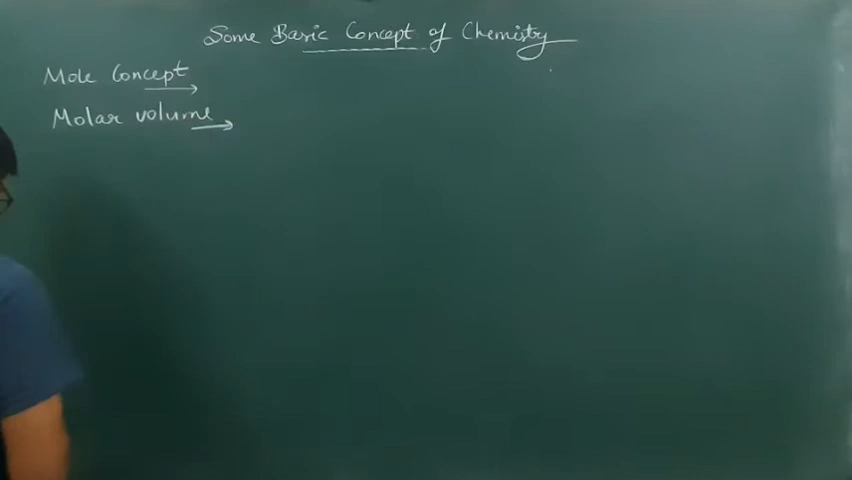 Some Basic Concept of Chemistry
Mole Concept →
Molar volume →